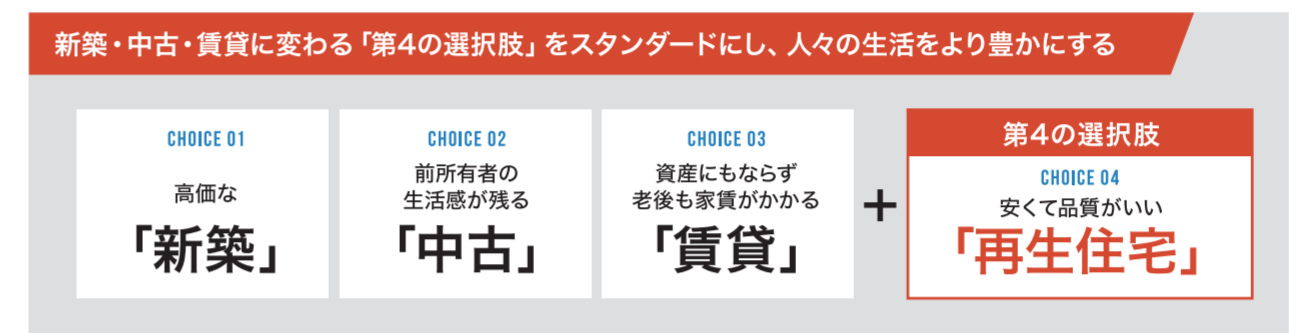 新築・中古・賃貸に変わる「第4の選択肢」をスタンダードにし、人々の生活をより豊かにする
CHOICE 01
高価な
「新築」
CHOICE 02
前所有者の
生活感が残る
「中古」
CHOICE 03
資産にもならず
老後も家賃がかかる
「賃貸」
+
第4の選択肢
CHOICE 04
安くて品質がいい
「再生住宅」